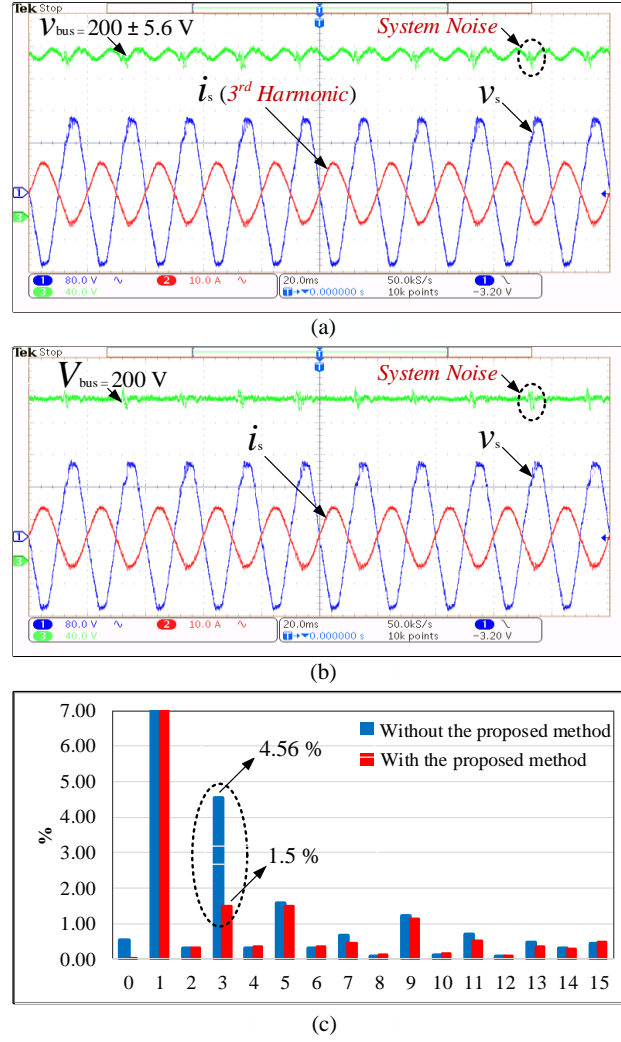 Tek Stop
T
vbus = 200 ± 5.6 V
System Noise
is (3rd Harmonic)
vs
1
3
1 80.0 V ∿ 2 10.0 A ∿
3 40.0 V
20.0ms
T→▼0.000000 s
50.0kS/s
10k points
1 \
−3.20 V
(a)
Tek Stop
T
Vbus = 200 V
System Noise
is
vs
1
3
1 80.0 V ∿ 2 10.0 A ∿
3 40.0 V
20.0ms
T→▼0.000000 s
50.0kS/s
10k points
1 \
−3.20 V
(b)
7.00
6.00
5.00
4.00
3.00
2.00
1.00
0.00
%
Without the proposed method
With the proposed method
4.56 %
1.5 %
0 1 2 3 4 5 6 7 8 9 10 11 12 13 14 15
(c)